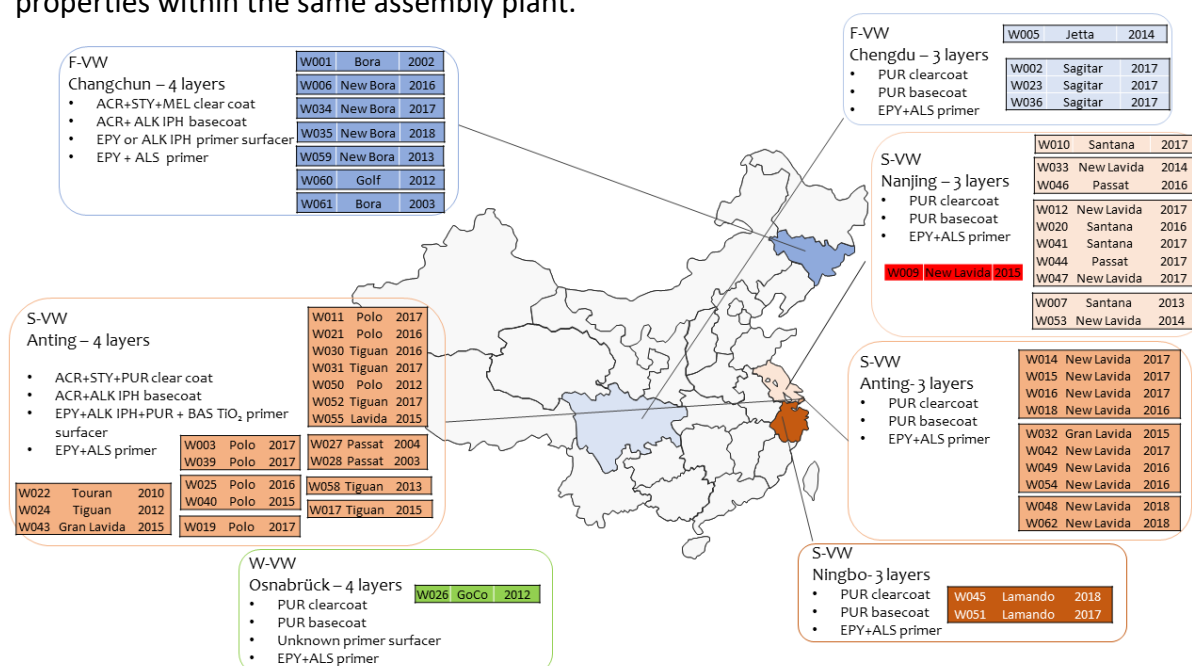 properties within the same assembly plant.
F-VW
Changchun – 4 layers
• ACR+STY+MEL clear coat
• ACR+ ALK IPH basecoat
• EPY or ALK IPH primer surfacer
• EPY + ALS primer
W001 Bora 2002
W006 New Bora 2016
W034 New Bora 2017
W035 New Bora 2018
W059 New Bora 2013
W060 Golf 2012
W061 Bora 2003
F-VW
Chengdu – 3 layers
• PUR clearcoat
• PUR basecoat
• EPY+ALS primer
W005 Jetta 2014
W002 Sagitar 2017
W023 Sagitar 2017
W036 Sagitar 2017
S-VW
Nanjing – 3 layers
• PUR clearcoat
• PUR basecoat
• EPY+ALS primer
W009 New Lavida 2015
W010 Santana 2017
W033 New Lavida 2014
W046 Passat 2016
W012 New Lavida 2017
W020 Santana 2016
W041 Santana 2017
W044 Passat 2017
W047 New Lavida 2017
W007 Santana 2013
W053 New Lavida 2014
S-VW
Anting – 4 layers
• ACR+STY+PUR clear coat
• ACR+ALK IPH basecoat
• EPY+ALK IPH+PUR + BAS TiO₂ primer
surfacer
• EPY+ALS primer
W011 Polo 2017
W021 Polo 2016
W030 Tiguan 2016
W031 Tiguan 2017
W050 Polo 2012
W052 Tiguan 2017
W055 Lavida 2015
W003 Polo 2017
W039 Polo 2017
W027 Passat 2004
W028 Passat 2003
W025 Polo 2016
W040 Polo 2015
W058 Tiguan 2013
W022 Touran 2010
W024 Tiguan 2012
W043 Gran Lavida 2015
W019 Polo 2017
W017 Tiguan 2015
S-VW
Anting- 3 layers
• PUR clearcoat
• PUR basecoat
• EPY+ALS primer
W014 New Lavida 2017
W015 New Lavida 2017
W016 New Lavida 2017
W018 New Lavida 2016
W032 Gran Lavida 2015
W042 New Lavida 2017
W049 New Lavida 2016
W054 New Lavida 2016
W048 New Lavida 2018
W062 New Lavida 2018
W-VW
Osnabrück – 4 layers
• PUR clearcoat
• PUR basecoat
• Unknown primer surfacer
• EPY+ALS primer
W026 GoCo 2012
S-VW
Ningbo- 3 layers
• PUR clearcoat
• PUR basecoat
• EPY+ALS primer
W045 Lamando 2018
W051 Lamando 2017